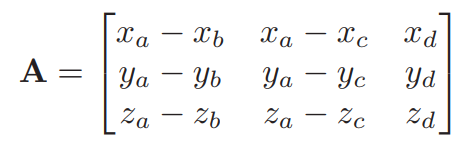 x_a − x_b x_a − x_c x_d
A = y_a − y_b y_a − y_c y_d
z_a − z_b z_a − z_c z_d